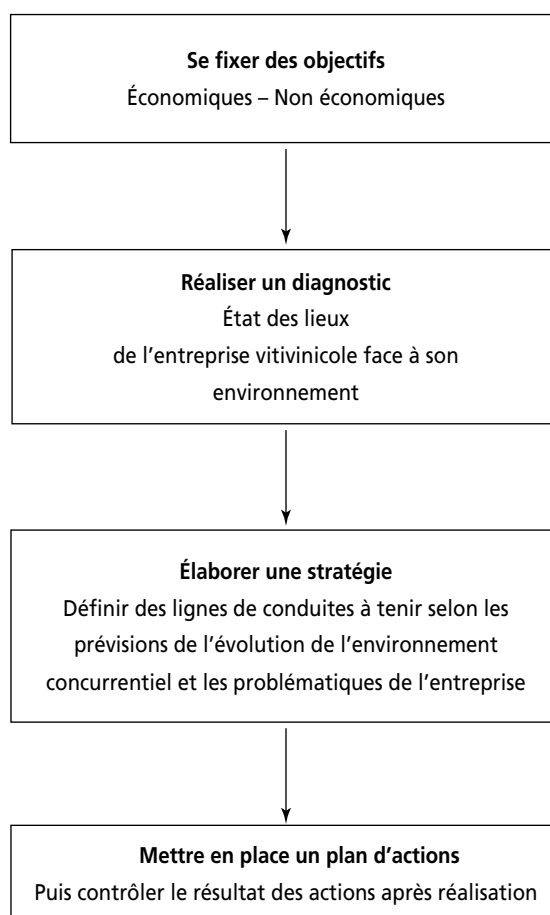 Se fixer des objectifs
Économiques – Non économiques
Réaliser un diagnostic
État des lieux
de l’entreprise vitivinicole face à son
environnement
Élaborer une stratégie
Définir des lignes de conduites à tenir selon les
prévisions de l’évolution de l’environnement
concurrentiel et les problématiques de l’entreprise
Mettre en place un plan d’actions
Puis contrôler le résultat des actions après réalisation